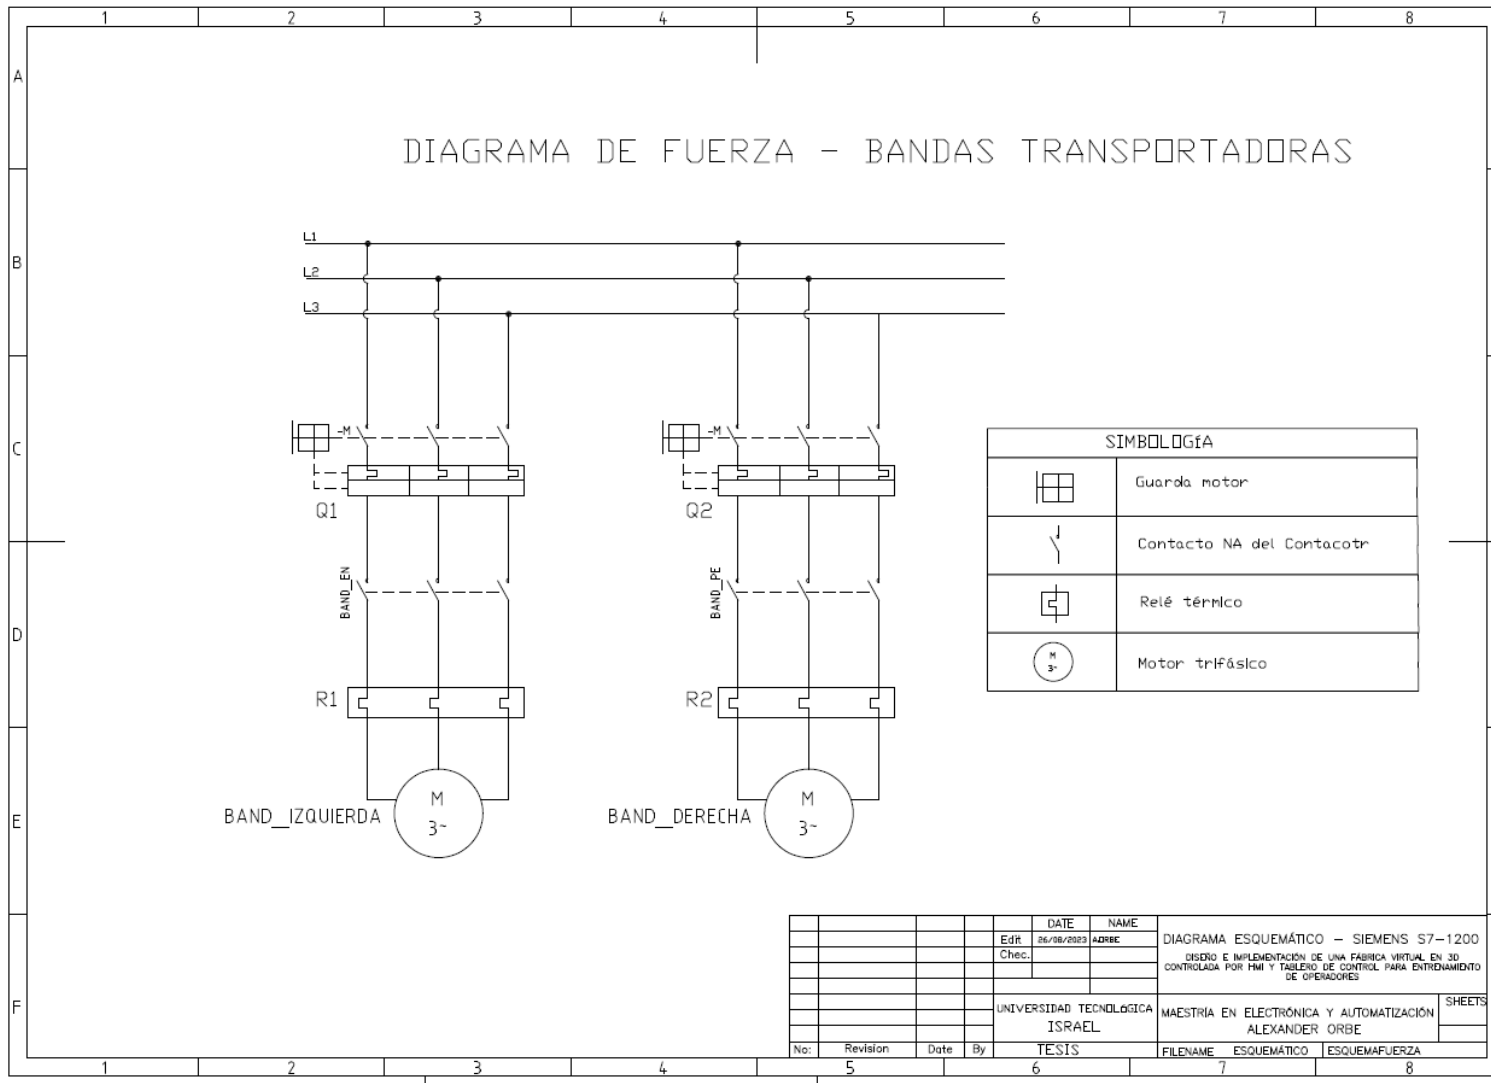 1 2 3 4 5 6 7 8
A
B
C
D
E
F
DIAGRAMA DE FUERZA - BANDAS TRANSPORTADORAS
L1
L2
L3
-M
-M
Q1
Q2
BAND_EN
BAND_PE
R1
R2
M
3~
BAND_IZQUIERDA
M
3~
BAND_DERECHA
SIMBOLOGíA
Guarda motor
Contacto NA del Contacotr
Relé térmico
M
3~
Motor trifásico
DATE NAME
Edit 26/08/2023 AORBE
Chec.
DIAGRAMA ESQUEMÁTICO - SIEMENS S7-1200
DISEÑO E IMPLEMENTACIÓN DE UNA FÁBRICA VIRTUAL EN 3D
CONTROLADA POR HMI Y TABLERO DE CONTROL PARA ENTRENAMIENTO
DE OPERADORES
UNIVERSIDAD TECNOLóGICA
ISRAEL
MAESTRÍA EN ELECTRÓNICA Y AUTOMATIZACIÓN
ALEXANDER ORBE
SHEETS
No: Revision Date By TESIS FILENAME ESQUEMÁTICO ESQUEMAFUERZA
1 2 3 4 5 6 7 8